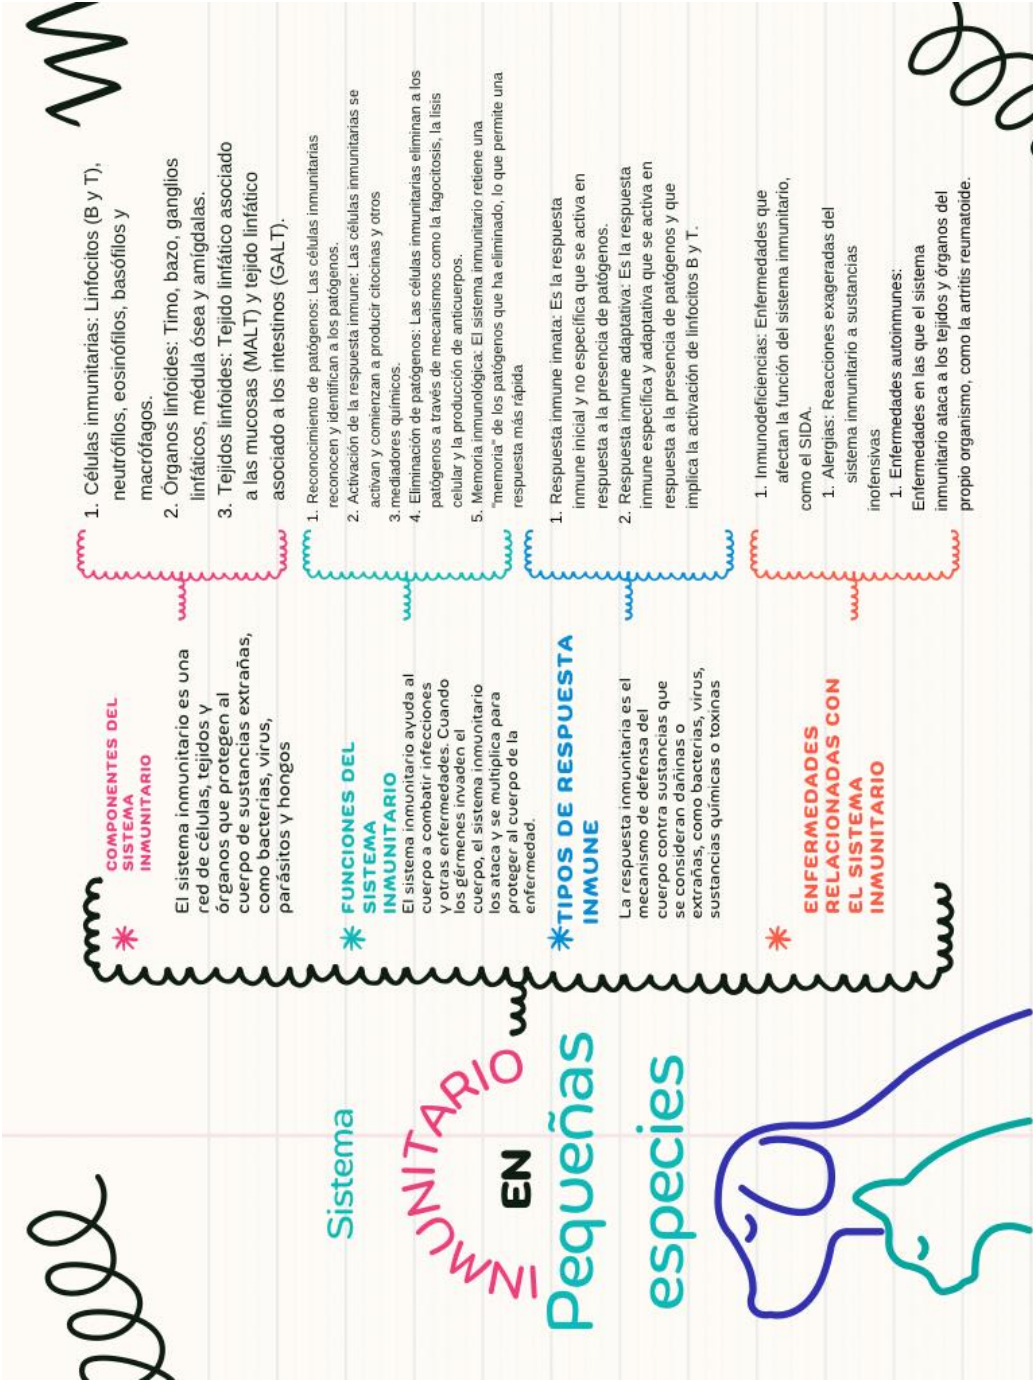 Sistema
INMUNITARIO
EN
Pequeñas
especies
COMPONENTES DEL
SISTEMA
INMUNITARIO
El sistema inmunitario es una
red de células, tejidos y
órganos que protegen al
cuerpo de sustancias extrañas,
como bacterias, virus,
parásitos y hongos
1. Células inmunitarias: Linfocitos (B y T),
neutrófilos, eosinófilos, basófilos y
macrófagos.
2. Órganos linfoides: Timo, bazo, ganglios
linfáticos, médula ósea y amígdalas.
3. Tejidos linfoides: Tejido linfático asociado
a las mucosas (MALT) y tejido linfático
asociado a los intestinos (GALT).
FUNCIONES DEL
SISTEMA
INMUNITARIO
El sistema inmunitario ayuda al
cuerpo a combatir infecciones
y otras enfermedades. Cuando
los gérmenes invaden el
cuerpo, el sistema inmunitario
los ataca y se multiplica para
proteger al cuerpo de la
enfermedad.
1. Reconocimiento de patógenos: Las células inmunitarias
reconocen y identifican a los patógenos.
2. Activación de la respuesta inmune: Las células inmunitarias se
activan y comienzan a producir citocinas y otros
3. mediadores químicos.
4. Eliminación de patógenos: Las células inmunitarias eliminan a los
patógenos a través de mecanismos como la fagocitosis, la lisis
celular y la producción de anticuerpos.
5. Memoria inmunológica: El sistema inmunitario retiene una
"memoria" de los patógenos que ha eliminado, lo que permite una
respuesta más rápida
TIPOS DE RESPUESTA
INMUNE
La respuesta inmunitaria es el
mecanismo de defensa del
cuerpo contra sustancias que
se consideran dañinas o
extrañas, como bacterias, virus,
sustancias químicas o toxinas
1. Respuesta inmune innata: Es la respuesta
inmune inicial y no específica que se activa en
respuesta a la presencia de patógenos.
2. Respuesta inmune adaptativa: Es la respuesta
inmune específica y adaptativa que se activa en
respuesta a la presencia de patógenos y que
implica la activación de linfocitos B y T.
ENFERMEDADES
RELACIONADAS CON
EL SISTEMA
INMUNITARIO
1. Inmunodeficiencias: Enfermedades que
afectan la función del sistema inmunitario,
como el SIDA.
1. Alergias: Reacciones exageradas del
sistema inmunitario a sustancias
inofensivas
1. Enfermedades autoinmunes:
Enfermedades en las que el sistema
inmunitario ataca a los tejidos y órganos del
propio organismo, como la artritis reumatoide.